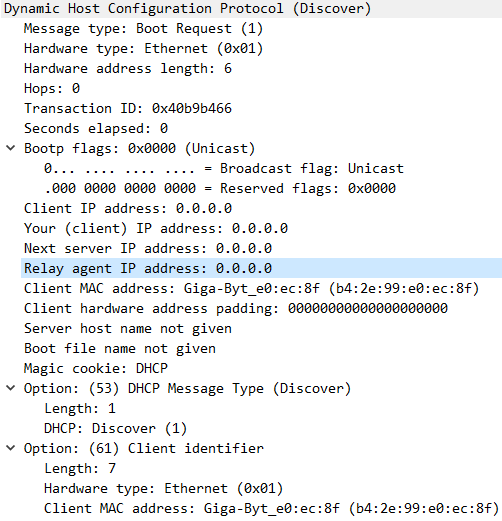 Dynamic Host Configuration Protocol (Discover)
Message type: Boot Request (1)
Hardware type: Ethernet (0x01)
Hardware address length: 6
Hops: 0
Transaction ID: 0x40b9b466
Seconds elapsed: 0
Bootp flags: 0x0000 (Unicast)
0... .... .... .... = Broadcast flag: Unicast
.000 0000 0000 0000 = Reserved flags: 0x0000
Client IP address: 0.0.0.0
Your (client) IP address: 0.0.0.0
Next server IP address: 0.0.0.0
Relay agent IP address: 0.0.0.0
Client MAC address: Giga-Byt_e0:ec:8f (b4:2e:99:e0:ec:8f)
Client hardware address padding: 00000000000000000000
Server host name not given
Boot file name not given
Magic cookie: DHCP
Option: (53) DHCP Message Type (Discover)
Length: 1
DHCP: Discover (1)
Option: (61) Client identifier
Length: 7
Hardware type: Ethernet (0x01)
Client MAC address: Giga-Byt_e0:ec:8f (b4:2e:99:e0:ec:8f)